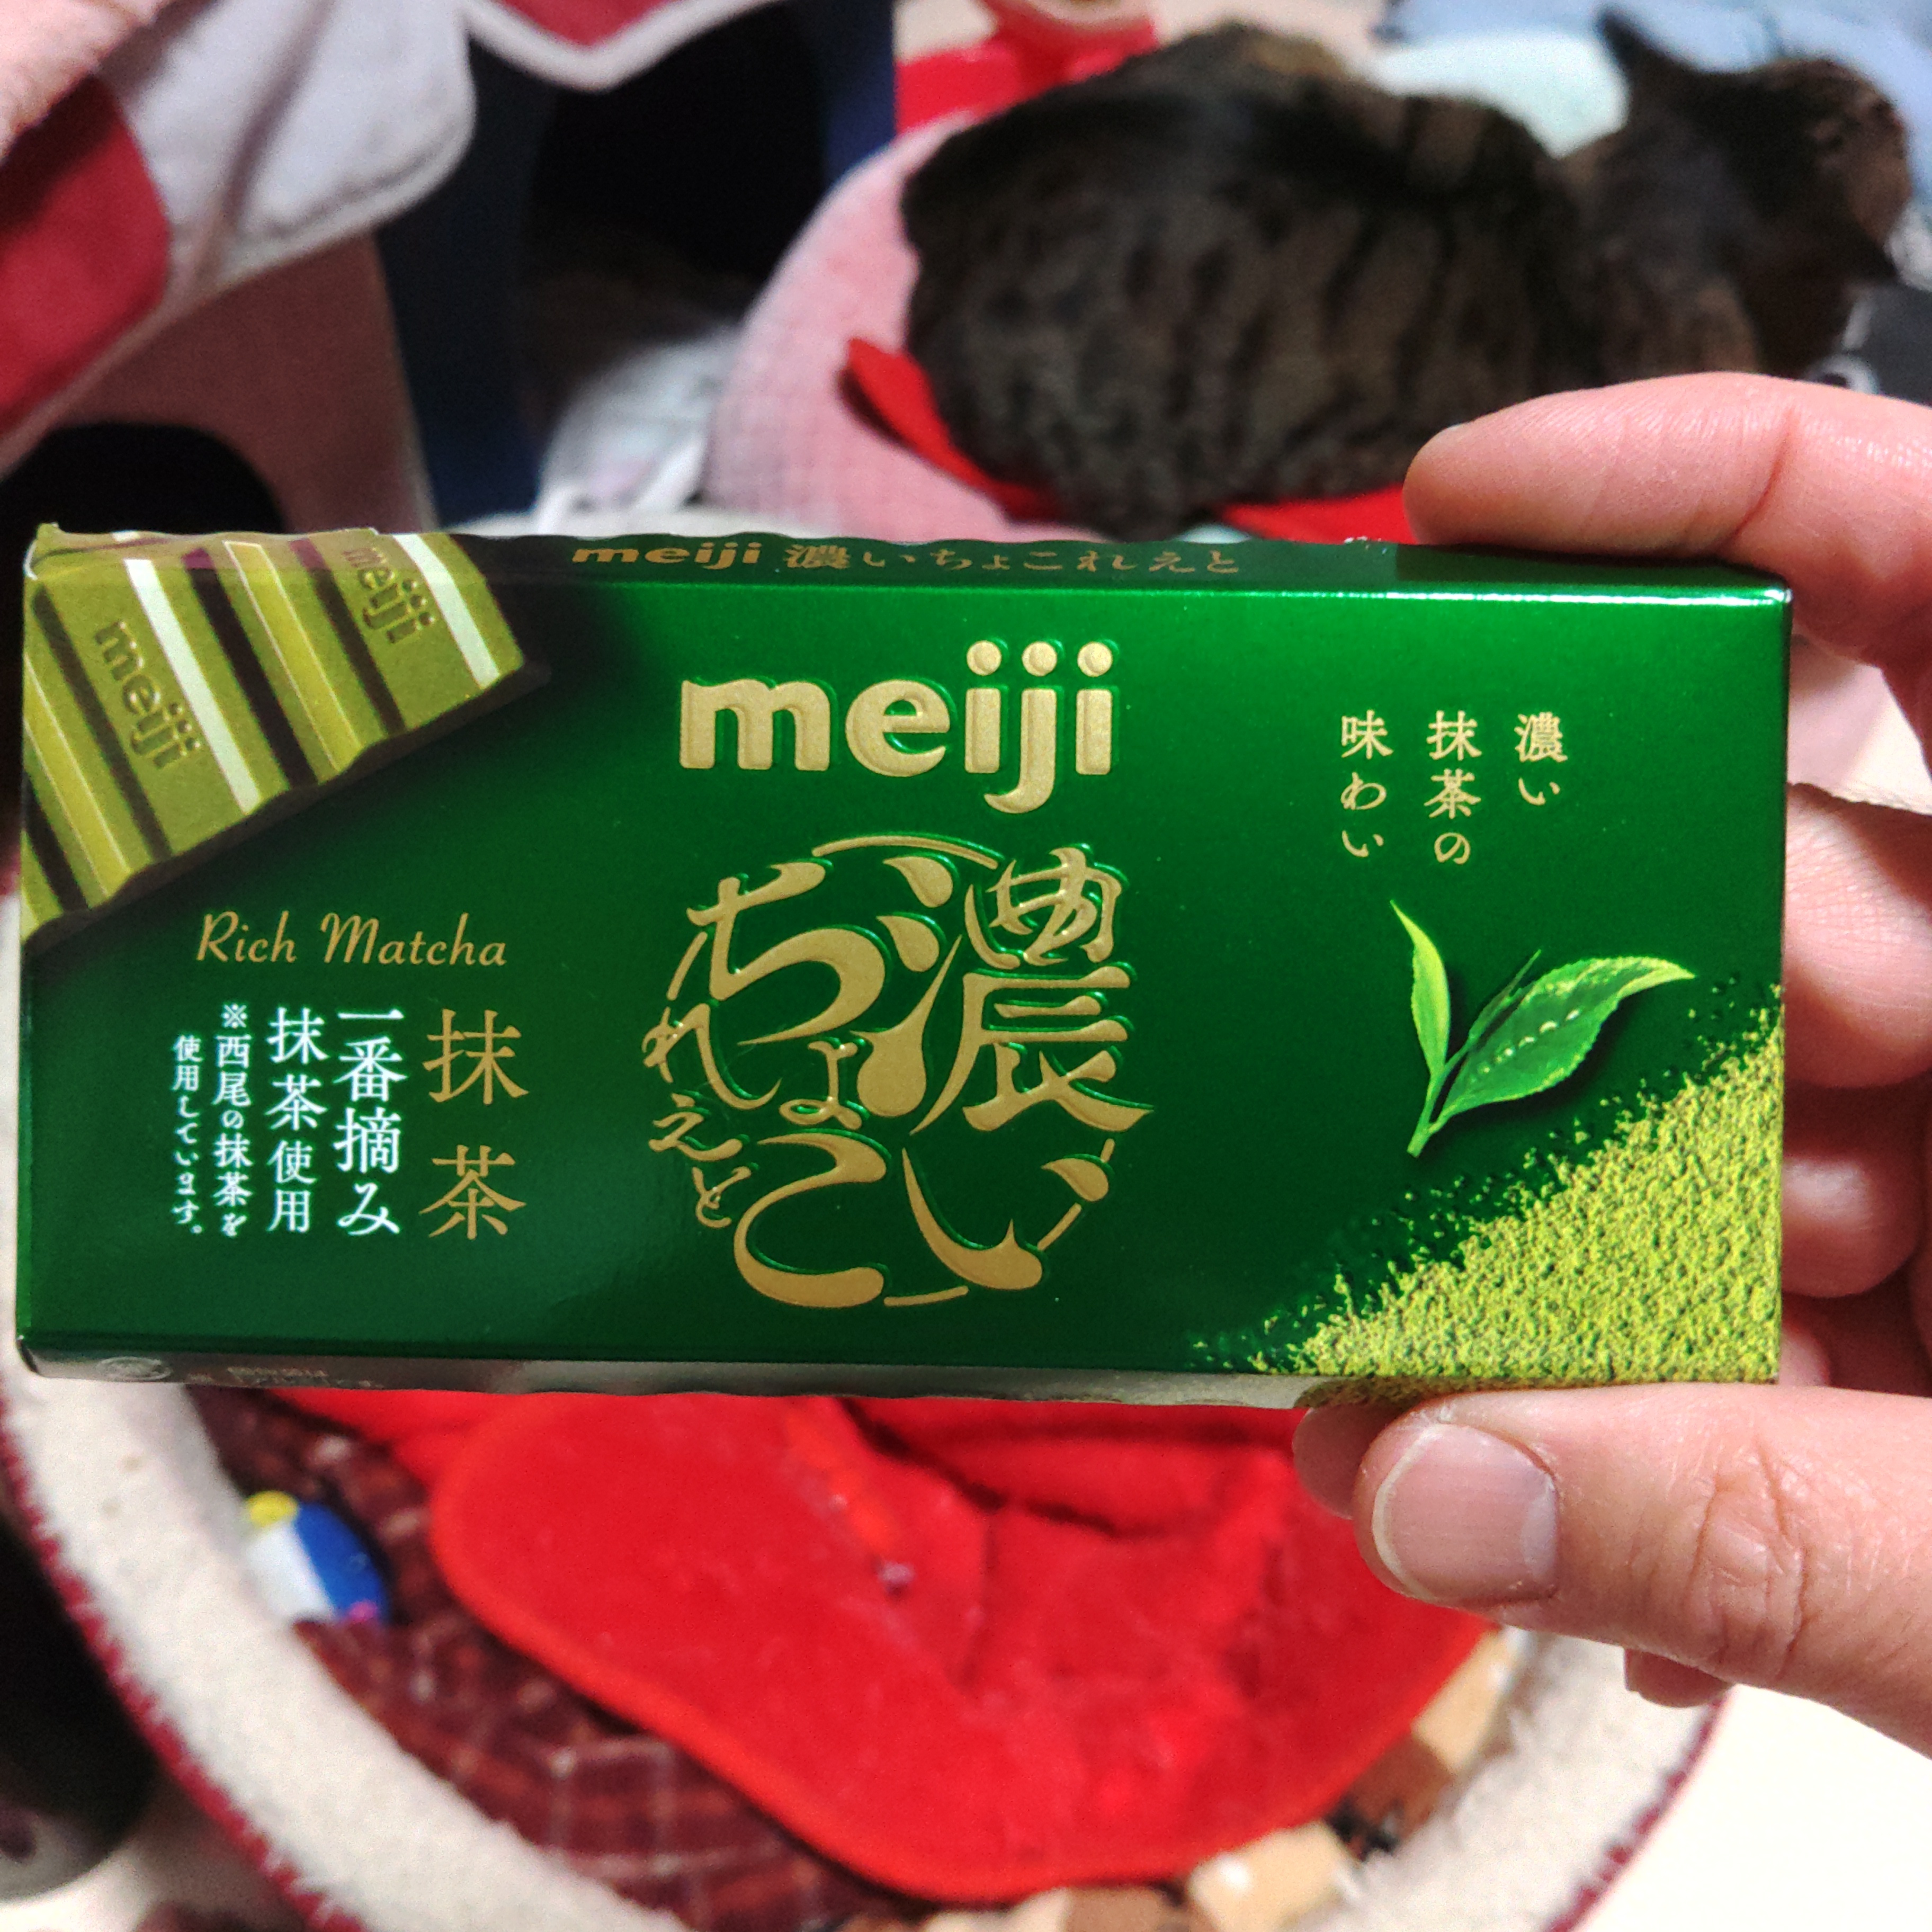 meiji 濃いちょこれえと
meiji
meiji
meiji
濃い
ちょこ
れえと
濃い
抹茶の
味わい
Rich Matcha
抹茶
一番摘み
抹茶使用
※西尾の抹茶を
使用しています。